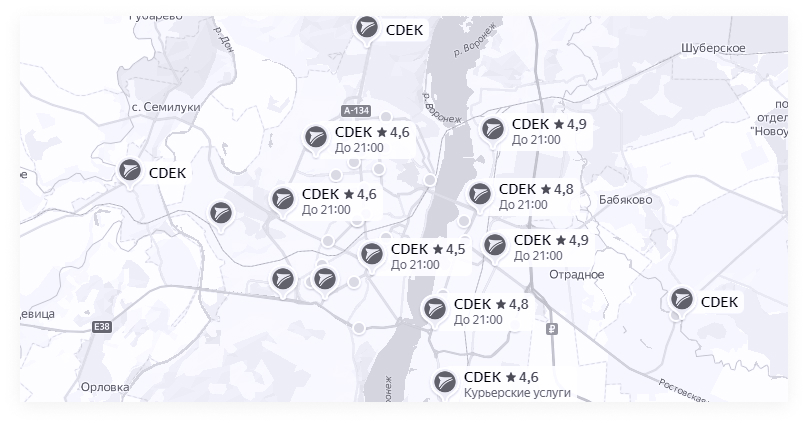 Губарево
CDEK
р. Воронеж
Шуберское
р. Дон
р. Воронеж
с. Семилуки
А-134
CDEK ★ 4,6
До 21:00
CDEK ★ 4,9
До 21:00
по
отдел
"Новоу
CDEK
CDEK ★ 4,6
До 21:00
CDEK ★ 4,8
До 21:00
Бабяково
CDEK ★ 4,5
До 21:00
CDEK ★ 4,9
До 21:00
Отрадное
CDEK
CDEK ★ 4,8
До 21:00
девица
E38
₽
CDEK ★ 4,6
Курьерские услуги
Орловка
Ростовская